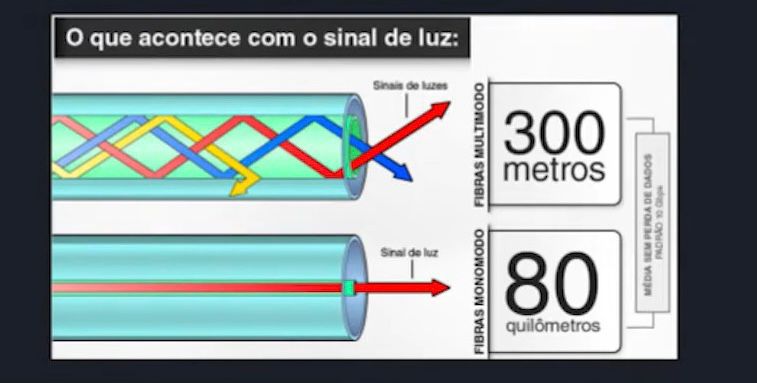 O que acontece com o sinal de luz:
Sinais de luzes
FIBRAS MULTIMODO
300
metros
Sinal de luz
FIBRAS MONOMODO
80
quilômetros
MÉDIA SEM PERDA DE DADOS
PADRÃO 10 Gbps